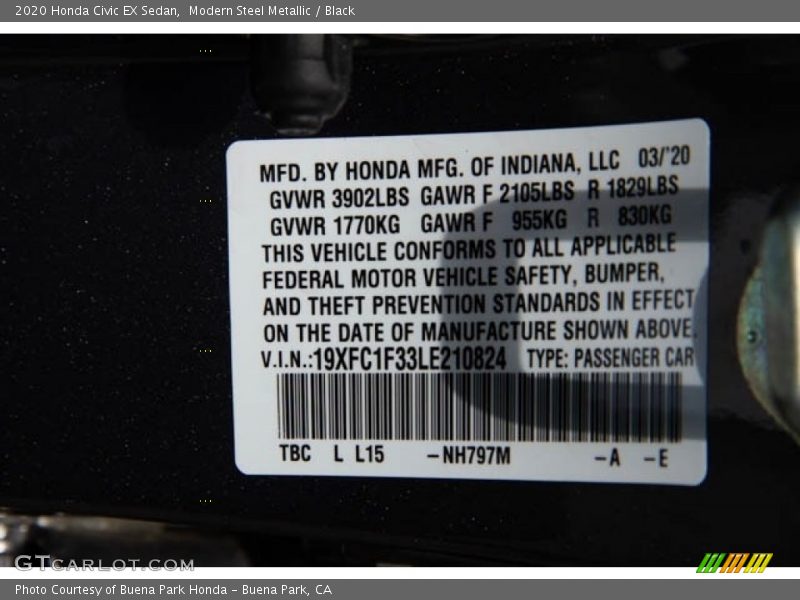 2020 Honda Civic EX Sedan,  Modern Steel Metallic / Black
MFD. BY HONDA MFG. OF INDIANA, LLC 03/'20
GVWR 3902LBS GAWR F 2105LBS R 1829LBS
GVWR 1770KG GAWR F 955KG R 830KG
THIS VEHICLE CONFORMS TO ALL APPLICABLE
FEDERAL MOTOR VEHICLE SAFETY, BUMPER,
AND THEFT PREVENTION STANDARDS IN EFFECT
ON THE DATE OF MANUFACTURE SHOWN ABOVE.
V.I.N.:19XFC1F33LE210824 TYPE: PASSENGER CAR
TBC L L15 -NH797M -A -E
GTCARLOT.COM
Photo Courtesy of Buena Park Honda - Buena Park, CA